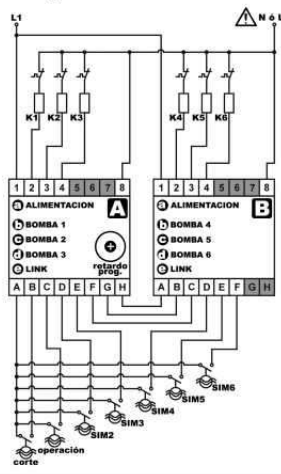 L1 N ó L2
K1 K2 K3 K4 K5 K6
1 2 3 4 5 6 7 8 1 2 3 4 5 6 7 8
a ALIMENTACION A a ALIMENTACION B
b BOMBA 1 b BOMBA 4
c BOMBA 2 c BOMBA 5
d BOMBA 3 d BOMBA 6
e LINK retardo prog. e LINK
A B C D E F G H A B C D E F G H
SIM6
SIM5
SIM4
SIM3
SIM2
operación
corte